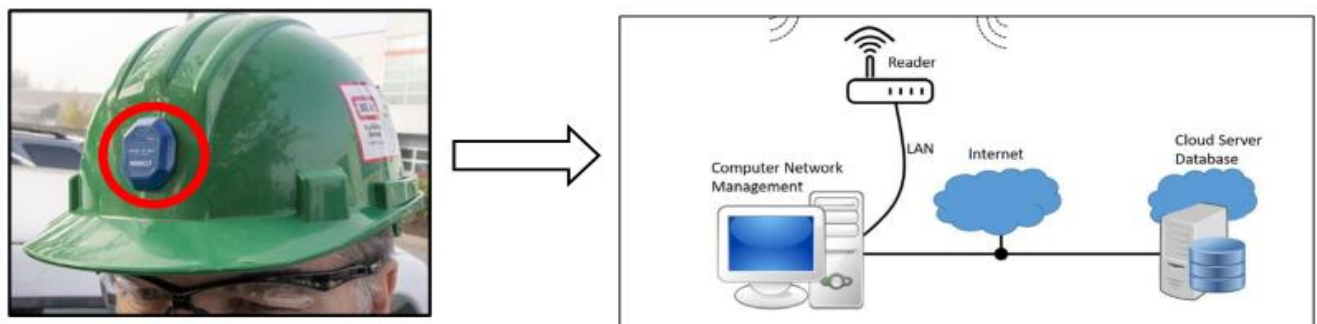 Reader
LAN
Computer Network
Management
Internet
Cloud Server
Database